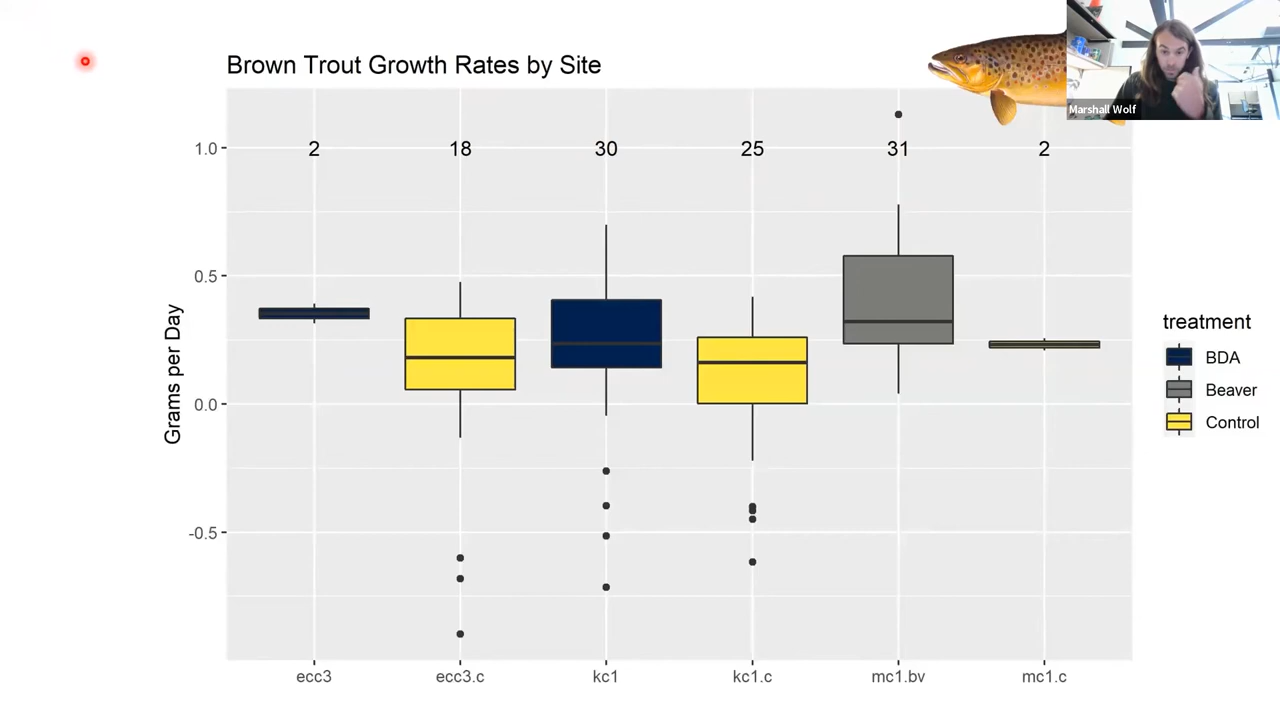 Brown Trout Growth Rates by Site
Marshall Wolf
1.0
2 18 30 25 31 2
0.5
0.0
-0.5
Grams per Day
treatment
BDA
Beaver
Control
ecc3 ecc3.c kc1 kc1.c mc1.bv mc1.c